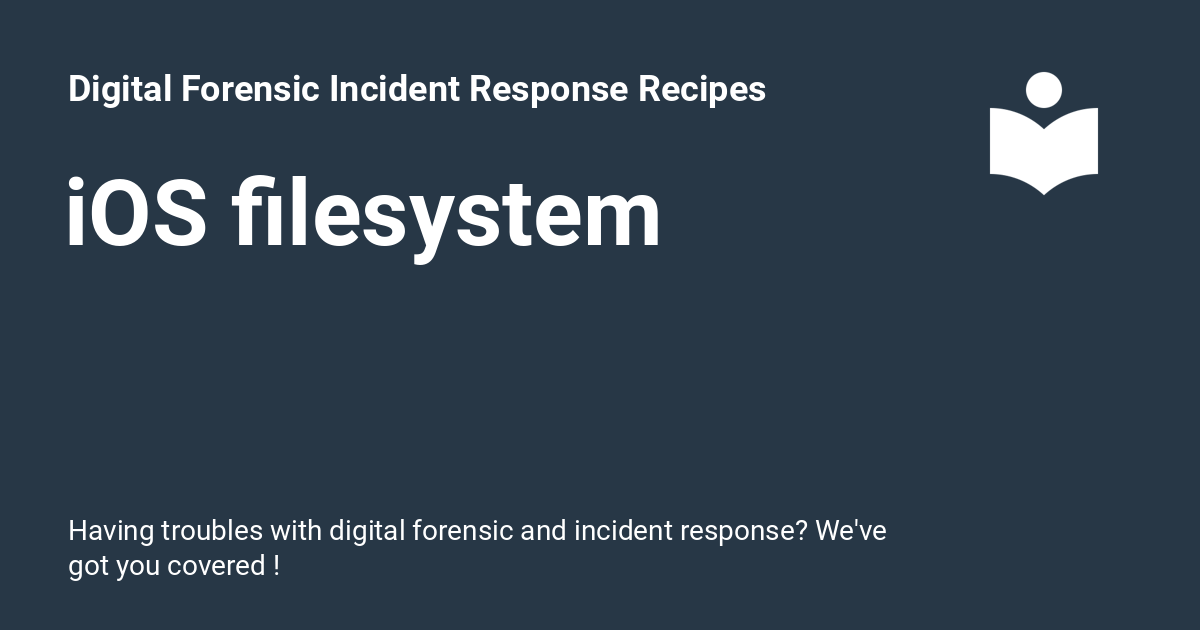 Digital Forensic Incident Response Recipes
iOS filesystem
Having troubles with digital forensic and incident response? We've
got you covered !